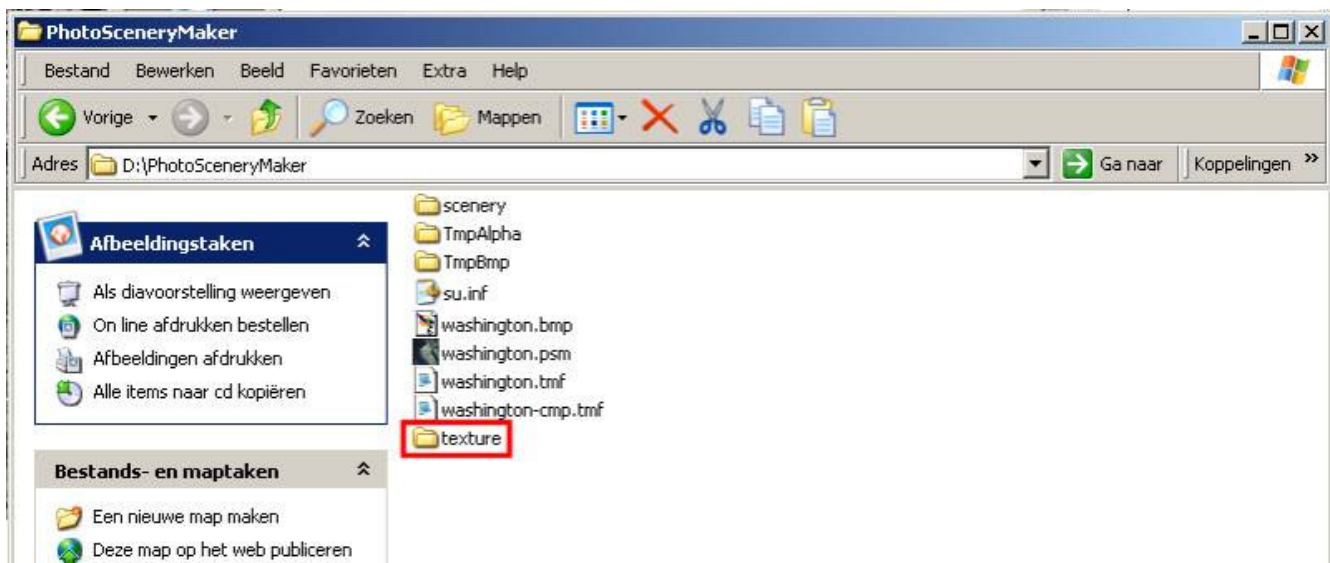 PhotoSceneryMaker
Bestand Bewerken Beeld Favorieten Extra Help
Vorige Zoeken Mappen
Adres D:\PhotoSceneryMaker Ga naar Koppelingen »
Afbeeldingstaken
Als diavoorstelling weergeven
On line afdrukken bestellen
Afbeeldingen afdrukken
Alle items naar cd kopiëren
Bestands- en maptaken
Een nieuwe map maken
Deze map op het web publiceren
scenery
TmpAlpha
TmpBmp
su.inf
washington.bmp
washington.psm
washington.tmf
washington-cmp.tmf
texture